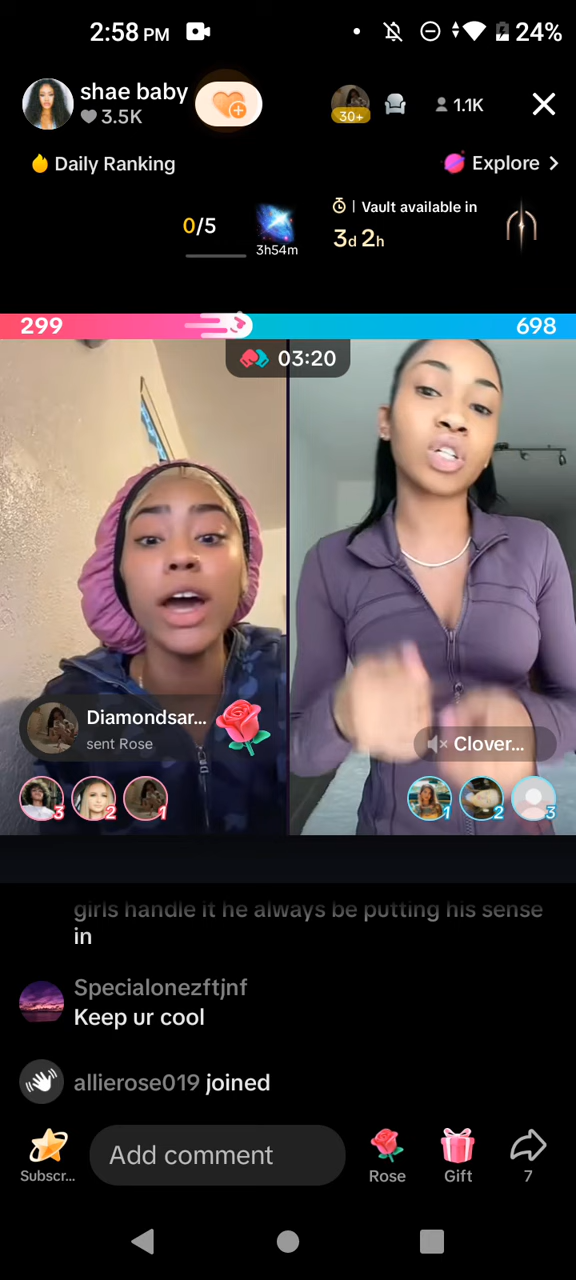 2:58 PM
24%
shae baby
3.5K
30+
1.1K
Daily Ranking
Explore
0/5
3h54m
Vault available in
3d 2h
299
698
03:20
Diamondsar...
sent Rose
Clover...
3
2
1
1
2
3
girls handle it he always be putting his sense
in
Specialonezftjnf
Keep ur cool
allierose019 joined
Subscr...
Add comment
Rose
Gift
7